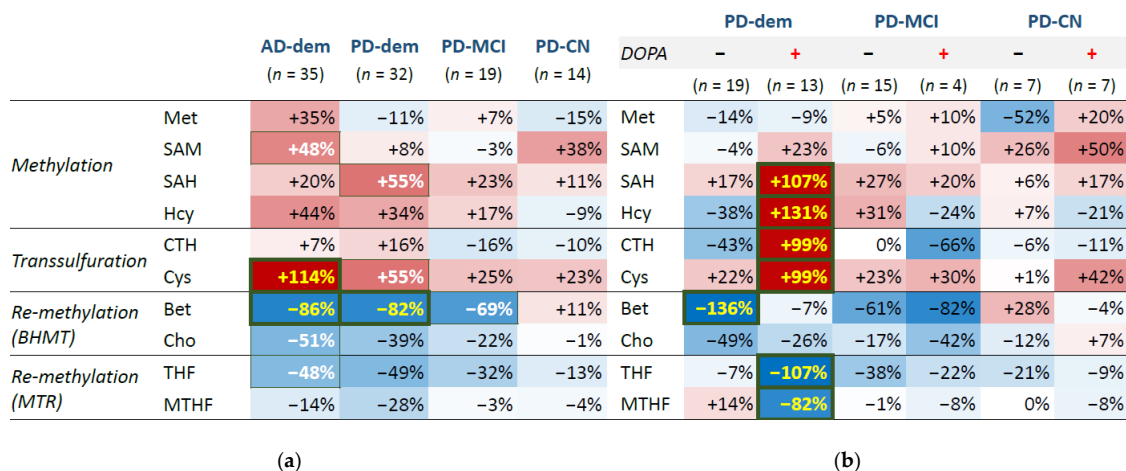 PD-dem PD-MCI PD-CN
AD-dem PD-dem PD-MCI PD-CN DOPA − + − + − +
(n = 35) (n = 32) (n = 19) (n = 14) (n = 19) (n = 13) (n = 15) (n = 4) (n = 7) (n = 7)
Methylation Met +35% −11% +7% −15% Met −14% −9% +5% +10% −52% +20%
SAM +48% +8% −3% +38% SAM −4% +23% −6% +10% +26% +50%
SAH +20% +55% +23% +11% SAH +17% +107% +27% +20% +6% +17%
Hcy +44% +34% +17% −9% Hcy −38% +131% +31% −24% +7% −21%
Transsulfuration CTH +7% +16% −16% −10% CTH −43% +99% 0% −66% −6% −11%
Cys +114% +55% +25% +23% Cys +22% +99% +23% +30% +1% +42%
Re-methylation Bet −86% −82% −69% +11% Bet −136% −7% −61% −82% +28% −4%
(BHMT) Cho −51% −39% −22% −1% Cho −49% −26% −17% −42% −12% +7%
Re-methylation THF −48% −49% −32% −13% THF −7% −107% −38% −22% −21% −9%
(MTR) MTHF −14% −28% −3% −4% MTHF +14% −82% −1% −8% 0% −8%
(a) (b)